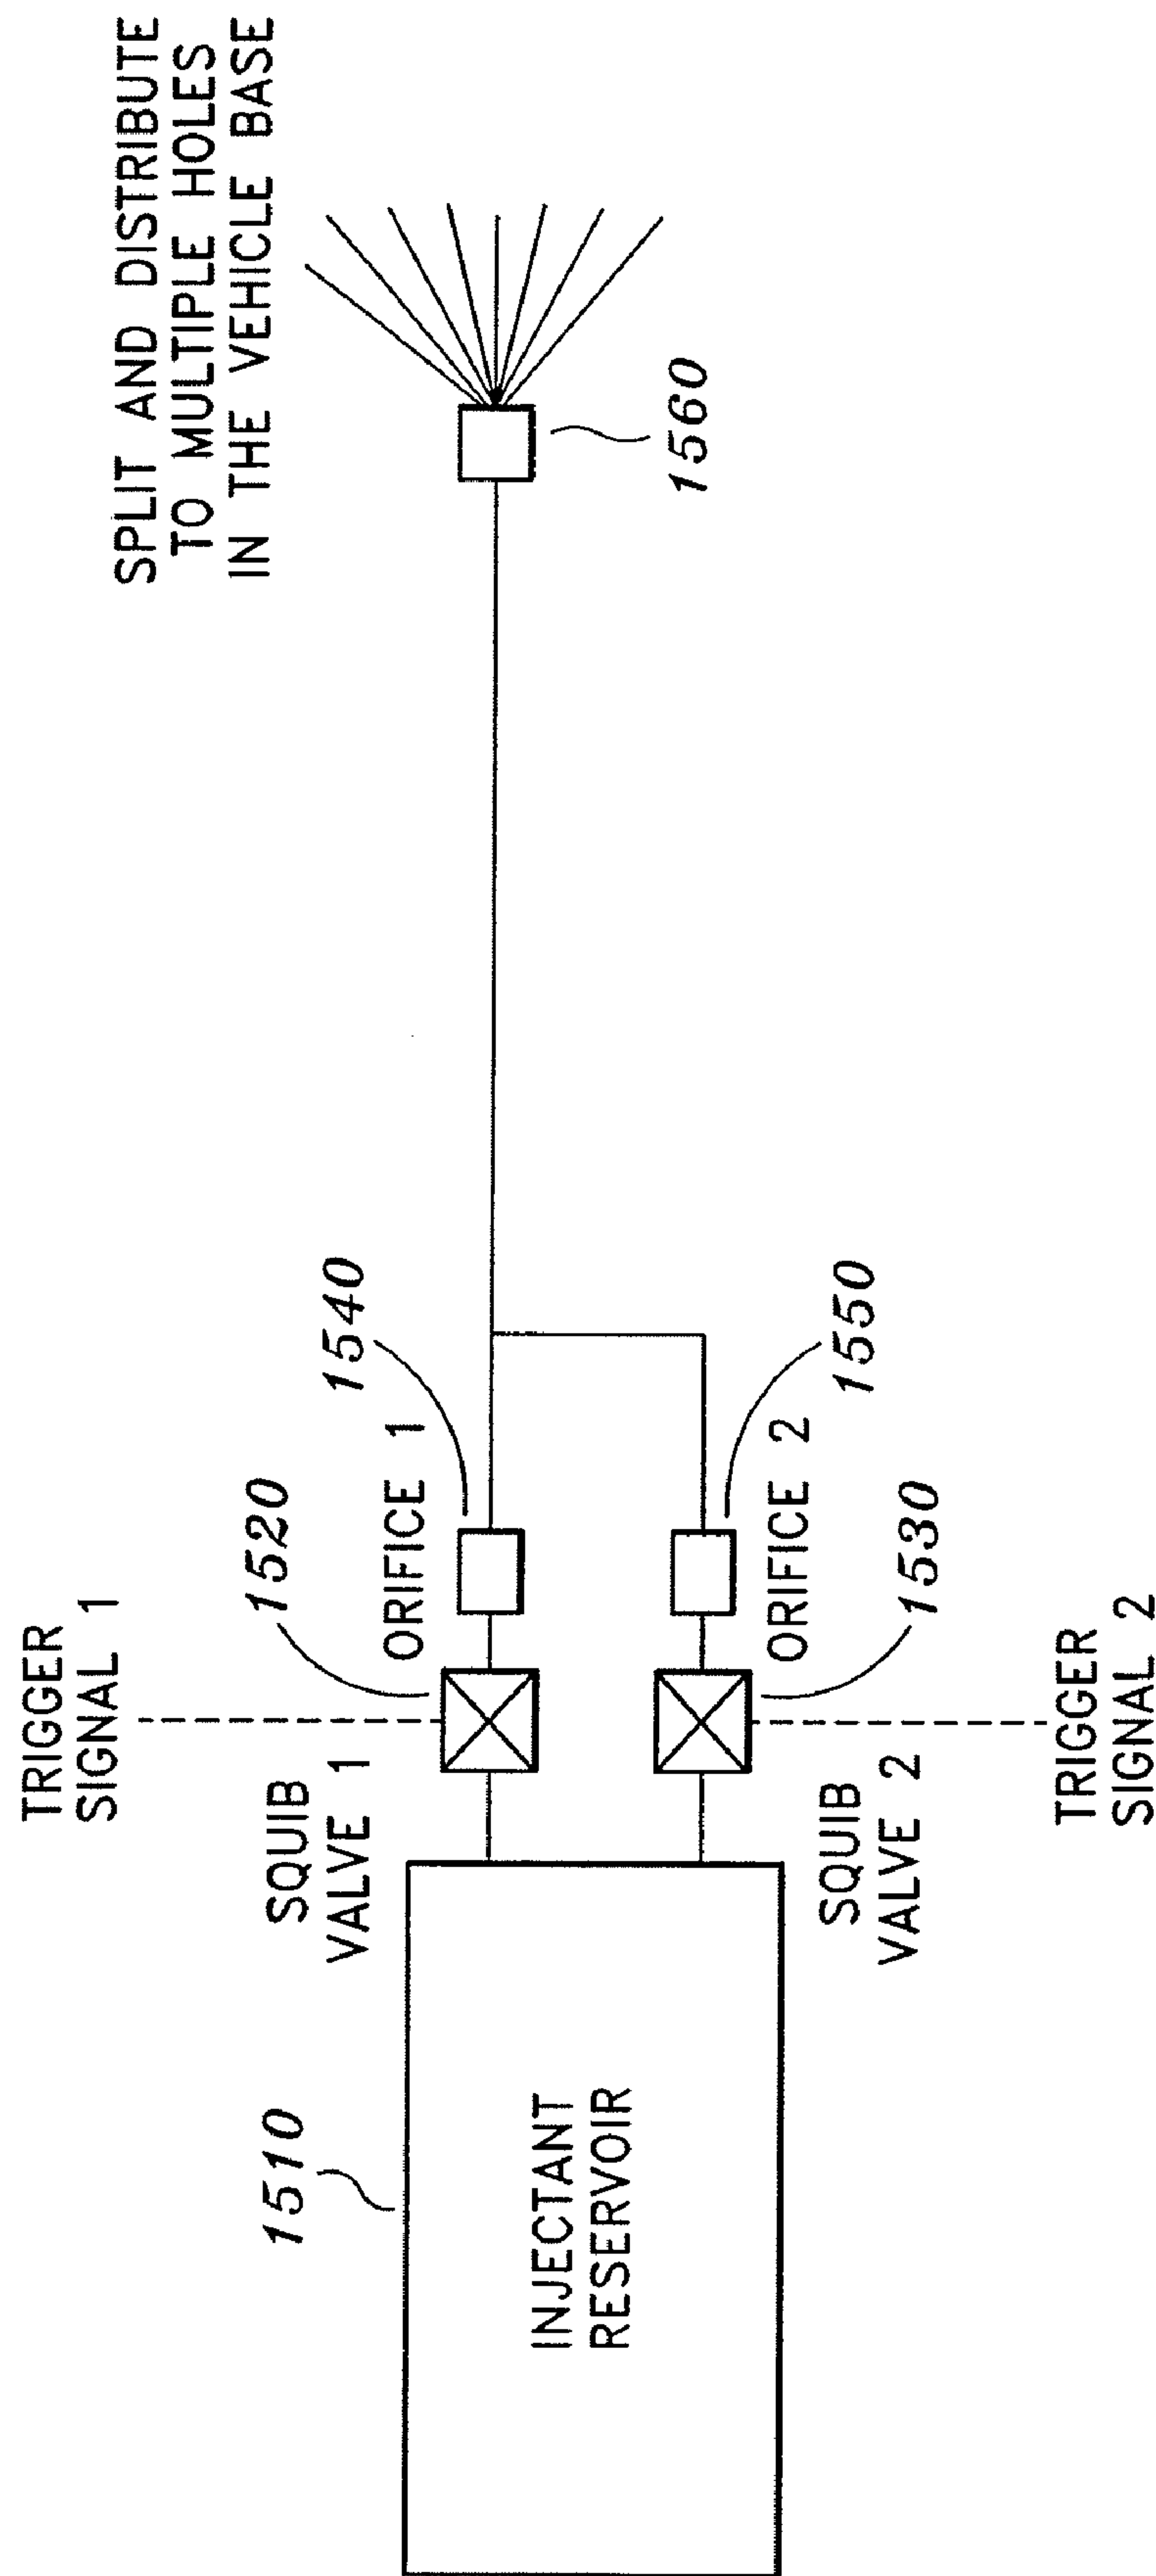 TRIGGER
SIGNAL 1
SQUIB
VALVE 1
1520
ORIFICE 1
1540
SPLIT AND DISTRIBUTE
TO MULTIPLE HOLES
IN THE VEHICLE BASE
1510
INJECTANT
RESERVOIR
1560
SQUIB
VALVE 2
ORIFICE 2
1550
1530
TRIGGER
SIGNAL 2